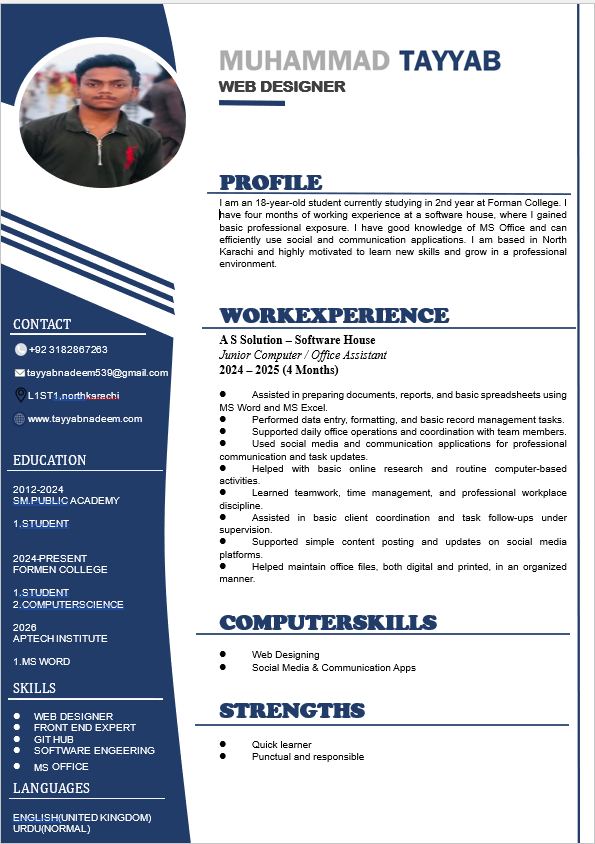 MUHAMMAD TAYYAB
WEB DESIGNER
PROFILE
I am an 18-year-old student currently studying in 2nd year at Forman College. I
have four months of working experience at a software house, where I gained
basic professional exposure. I have good knowledge of MS Office and can
efficiently use social and communication applications. I am based in North
Karachi and highly motivated to learn new skills and grow in a professional
environment.
WORKEXPERIENCE
A S Solution – Software House
Junior Computer / Office Assistant
2024 – 2025 (4 Months)
● Assisted in preparing documents, reports, and basic spreadsheets using
MS Word and MS Excel.
● Performed data entry, formatting, and basic record management tasks.
● Supported daily office operations and coordination with team members.
● Used social media and communication applications for professional
communication and task updates.
● Helped with basic online research and routine computer-based
activities.
● Learned teamwork, time management, and professional workplace
discipline.
● Assisted in basic client coordination and task follow-ups under
supervision.
● Supported simple content posting and updates on social media
platforms.
● Helped maintain office files, both digital and printed, in an organized
manner.
COMPUTERSKILLS
● Web Designing
● Social Media & Communication Apps
STRENGTHS
● Quick learner
● Punctual and responsible
CONTACT
+92 3182867263
tayyabnadeem539@gmail.com
L1ST1,northkarachi
www.tayyabnadeem.com
EDUCATION
2012-2024
SM.PUBLIC ACADEMY
1.STUDENT
2024-PRESENT
FORMEN COLLEGE
1.STUDENT
2.COMPUTERSCIENCE
2026
APTECH INSTITUTE
1.MS WORD
SKILLS
● WEB DESIGNER
● FRONT END EXPERT
● GIT HUB
● SOFTWARE ENGEERING
● MS OFFICE
LANGUAGES
ENGLISH(UNITED KINGDOM)
URDU(NORMAL)